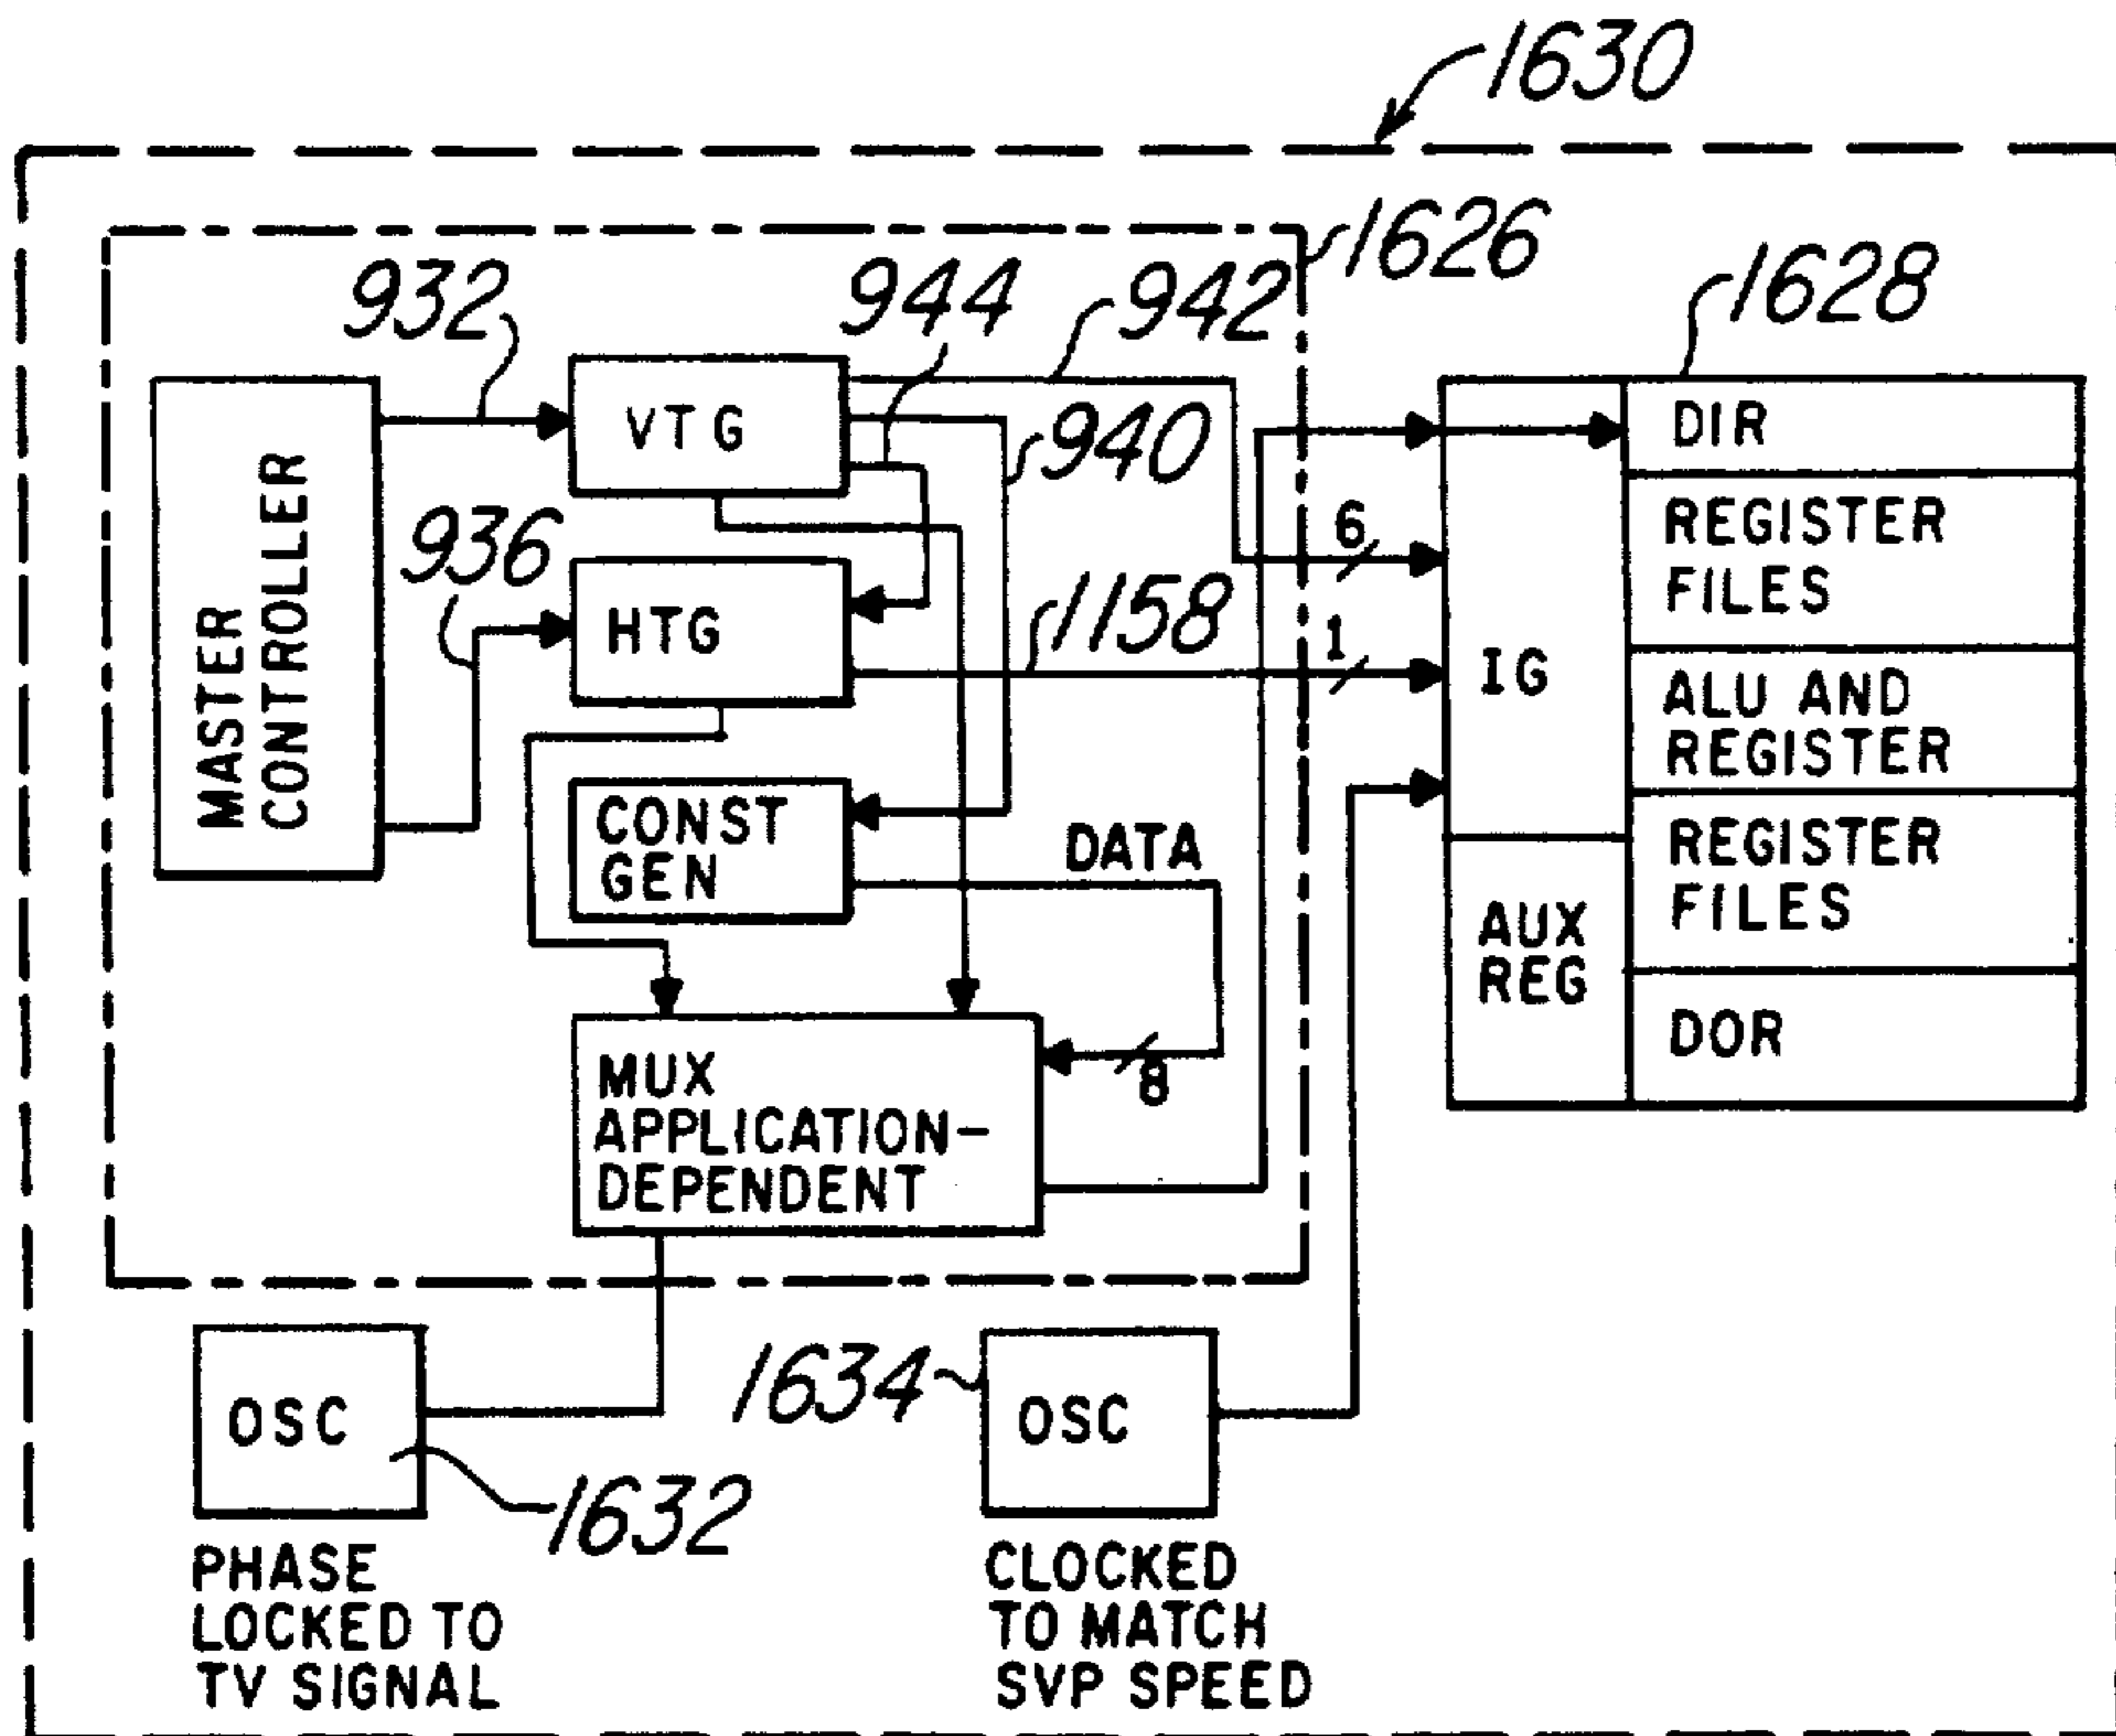 1630
1626
1628
932
944
942
940
936
1158
MASTER
CONTROLLER
VTG
HTG
CONST
GEN
DATA
8
MUX
APPLICATION-
DEPENDENT
6
1
IG
AUX
REG
DIR
REGISTER
FILES
ALU AND
REGISTER
REGISTER
FILES
DOR
OSC
1632
PHASE
LOCKED TO
TV SIGNAL
1634
OSC
CLOCKED
TO MATCH
SVP SPEED